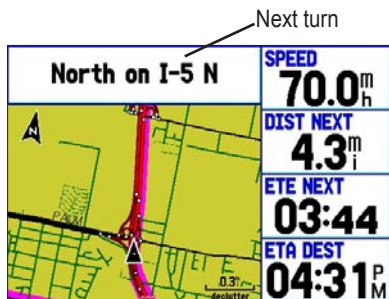 Next turn
North on I-5 N
SPEED
70.0 m h
DIST NEXT
4.3 m i
ETE NEXT
03:44
ETA DEST
04:31 P M
N
PALM
0.3
declutter